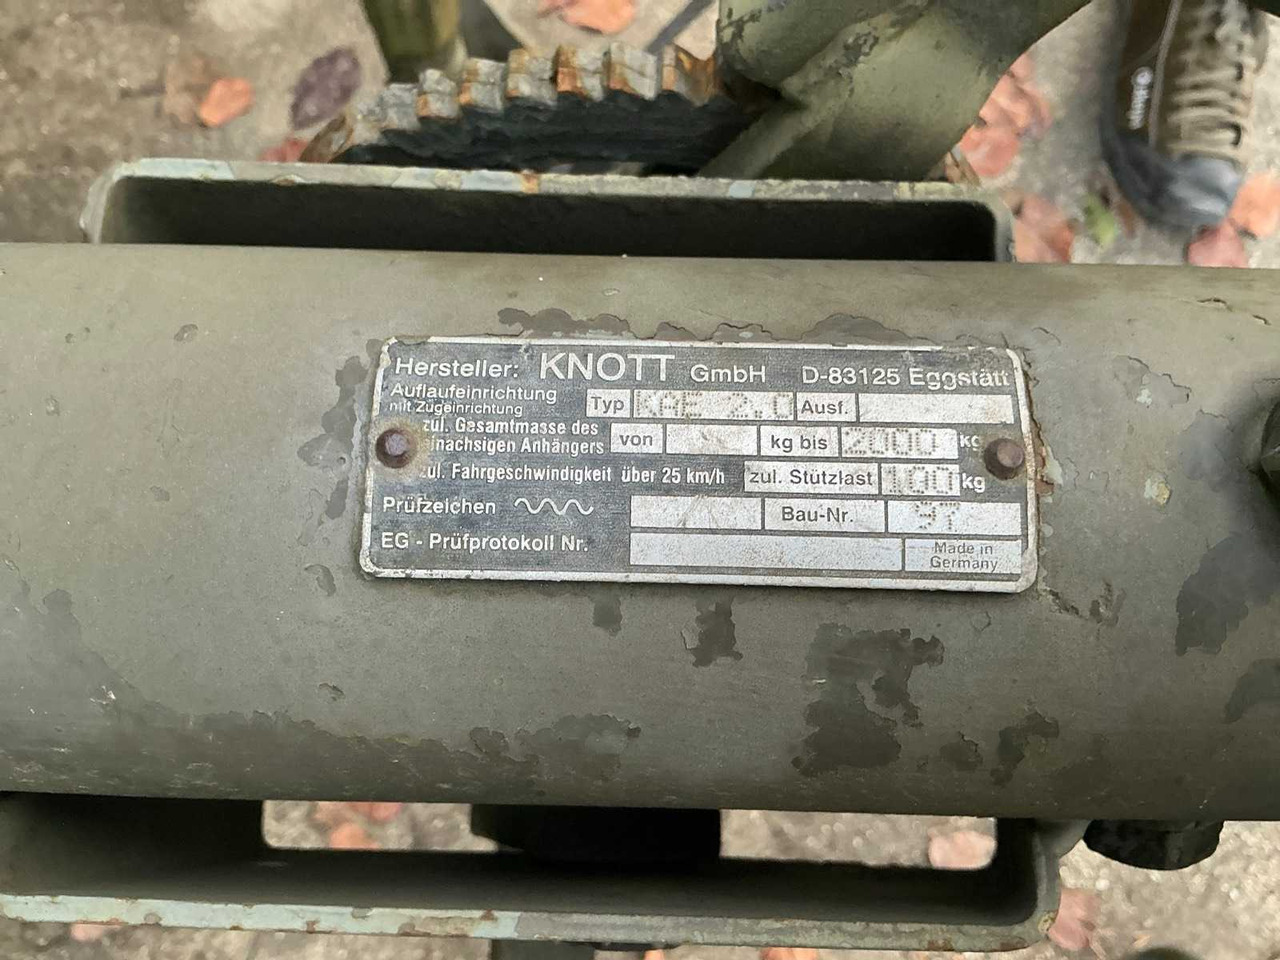 Hersteller: KNOTT GmbH D-83125 Eggstätt
Auflaufeinrichtung
mit Zugeinrichtung
Typ KAE 2.0 Ausf.
zul. Gesamtmasse des
einachsigen Anhängers von kg bis 2000 kg
zul. Fahrgeschwindigkeit über 25 km/h zul. Stützlast 100 kg
Prüfzeichen Bau-Nr. 97
EG - Prüfprotokoll Nr.
Made in
Germany
adidas